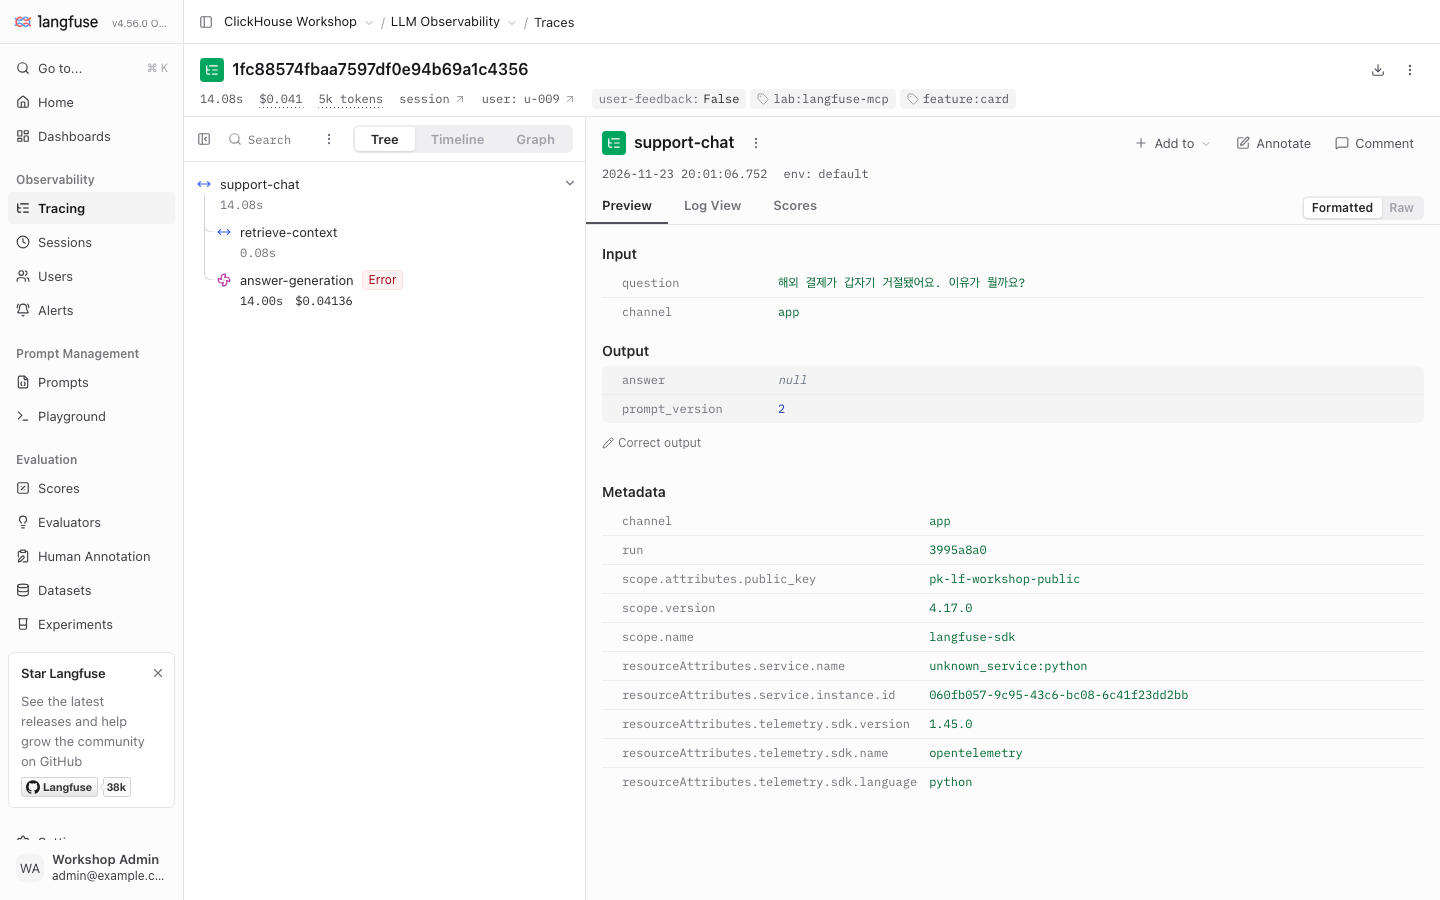 langfuse
v4.56.0 O...
ClickHouse Workshop / LLM Observability / Traces
Go to...
⌘ K
Home
Dashboards
Observability
Tracing
Sessions
Users
Alerts
Prompt Management
Prompts
Playground
Evaluation
Scores
Evaluators
Human Annotation
Datasets
Experiments
Star Langfuse
See the latest
releases and help
grow the community
on GitHub
Langfuse
38k
WA
Workshop Admin
admin@example.c...
1fc88574fbaa7597df0e94b69a1c4356
14.08s $0.041 5k tokens session user: u-009 user-feedback: False lab:langfuse-mcp feature:card
Search
Tree Timeline Graph
support-chat
14.08s
retrieve-context
0.08s
answer-generation Error
14.00s $0.04136
support-chat
Add to
Annotate
Comment
2026-11-23 20:01:06.752 env: default
Preview Log View Scores
Formatted Raw
Input
question 해외 결제가 갑자기 거절됐어요. 이유가 뭘까요?
channel app
Output
answer null
prompt_version 2
Correct output
Metadata
channel app
run 3995a8a0
scope.attributes.public_key pk-lf-workshop-public
scope.version 4.17.0
scope.name langfuse-sdk
resourceAttributes.service.name unknown_service:python
resourceAttributes.service.instance.id 060fb057-9c95-43c6-bc08-6c41f23dd2bb
resourceAttributes.telemetry.sdk.version 1.45.0
resourceAttributes.telemetry.sdk.name opentelemetry
resourceAttributes.telemetry.sdk.language python